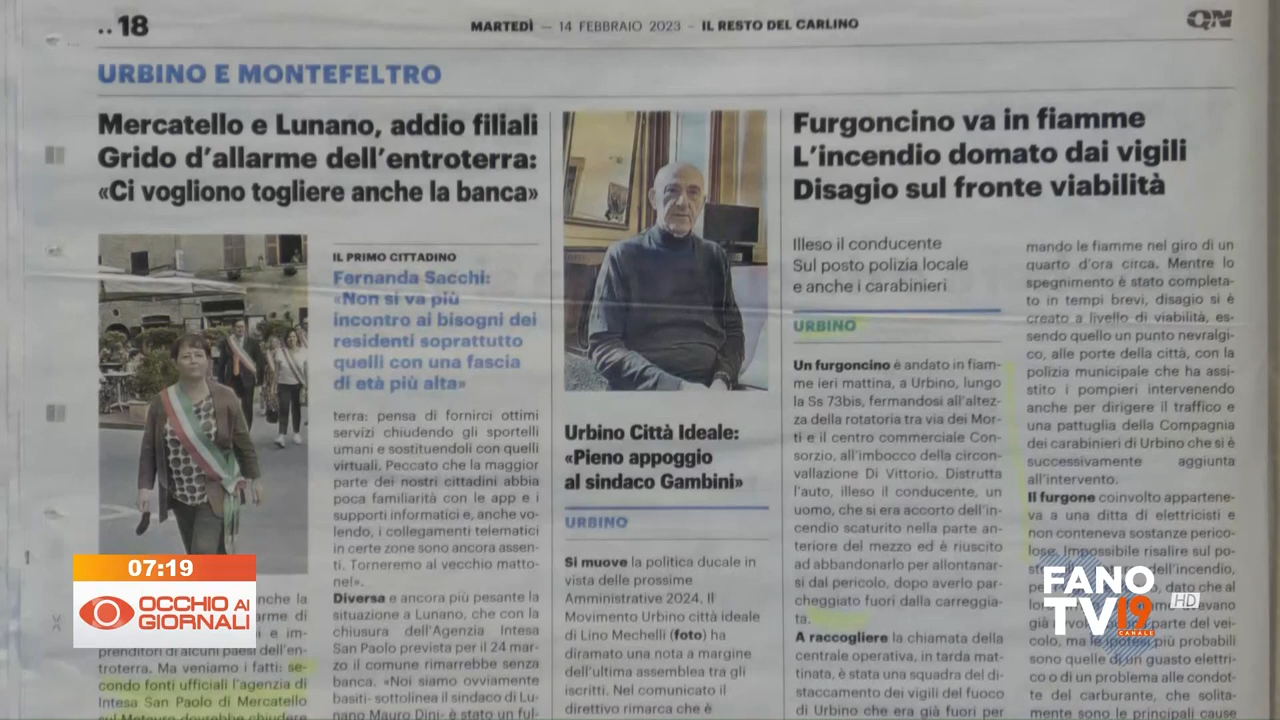 .. 18
MARTEDÌ — 14 FEBBRAIO 2023 – IL RESTO DEL CARLINO
QN
URBINO E MONTEFELTRO
Mercatello e Lunano, addio filiali
Grido d'allarme dell'entroterra:
«Ci vogliono togliere anche la banca»
IL PRIMO CITTADINO
Fernanda Sacchi:
«Non si va più
incontro ai bisogni dei
residenti soprattutto
quelli con una fascia
di età più alta»
terra: pensa di fornirci ottimi
servizi chiudendo gli sportelli
umani e sostituendoli con quelli
virtuali. Peccato che la maggior
parte dei nostri cittadini abbia
poca familiarità con le app e i
supporti informatici e, anche vo-
lendo, i collegamenti telematici
in certe zone sono ancora assen-
ti. Torneremo al vecchio matto-
nel».
Diversa e ancora più pesante la
situazione a Lunano, che con la
chiusura dell'Agenzia Intesa
San Paolo prevista per il 24 mar-
zo il comune rimarrebbe senza
banca. «Noi siamo ovviamente
basiti- sottolinea il sindaco di Lu-
nano Mauro Dini- è stato un ful-
anche la
arme di
i e im-
prenditori di alcuni paesi dell'en-
troterra. Ma veniamo i fatti: se-
condo fonti ufficiali l'agenzia di
Intesa San Paolo di Mercatello
sul Metauro dovrebbe chiudere
Urbino Città Ideale:
«Pieno appoggio
al sindaco Gambini»
URBINO
Si muove la politica ducale in
vista delle prossime
Amministrative 2024. Il
Movimento Urbino città ideale
di Lino Mechelli (foto) ha
diramato una nota a margine
dell'ultima assemblea tra gli
iscritti. Nel comunicato il
direttivo rimarca che è
Furgoncino va in fiamme
L'incendio domato dai vigili
Disagio sul fronte viabilità
Illeso il conducente
Sul posto polizia locale
e anche i carabinieri
URBINO
Un furgoncino è andato in fiam-
me ieri mattina, a Urbino, lungo
la Ss 73bis, fermandosi all'altez-
za della rotatoria tra via dei Mor-
ti e il centro commerciale Con-
sorzio, all'imbocco della circon-
vallazione Di Vittorio. Distrutta
l'auto, illeso il conducente, un
uomo, che si era accorto dell'in-
cendio scaturito nella parte an-
teriore del mezzo ed è riuscito
ad abbandonarlo per allontanar-
si dal pericolo, dopo averlo par-
cheggiato fuori dalla carreggia-
ta.
A raccogliere la chiamata della
centrale operativa, in tarda mat-
tinata, è stata una squadra del di-
staccamento dei vigili del fuoco
di Urbino che era già fuori per
mando le fiamme nel giro di un
quarto d'ora circa. Mentre lo
spegnimento è stato completa-
to in tempi brevi, disagio si è
creato a livello di viabilità, es-
sendo quello un punto nevralgi-
co, alle porte della città, con la
polizia municipale che ha assi-
stito i pompieri intervenendo
anche per dirigere il traffico e
una pattuglia della Compagnia
dei carabinieri di Urbino che si è
successivamente aggiunta
all'intervento.
Il furgone coinvolto appartene-
va a una ditta di elettricisti e
non conteneva sostanze perico-
lose. Impossibile risalire sul po-
dell'incendio,
dato che al
parte del vei-
colo, ma le ipotesi più probabili
sono quelle di un guasto elettri-
co o di un problema alle condot-
te del carburante, che solita-
mente sono le principali cause
07:19
OCCHIO AI
GIORNALI
FANO
TV 19 HD
CANALE